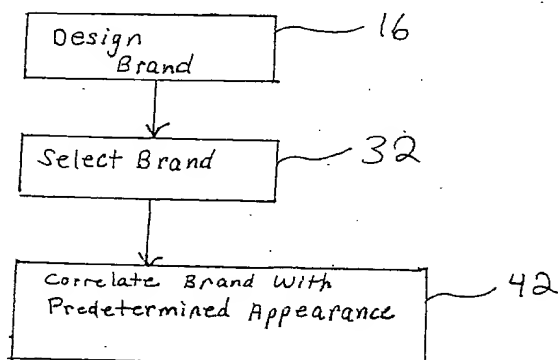 Design
Brand
16
Select Brand
32
Correlate Brand With
Predetermined Appearance
42